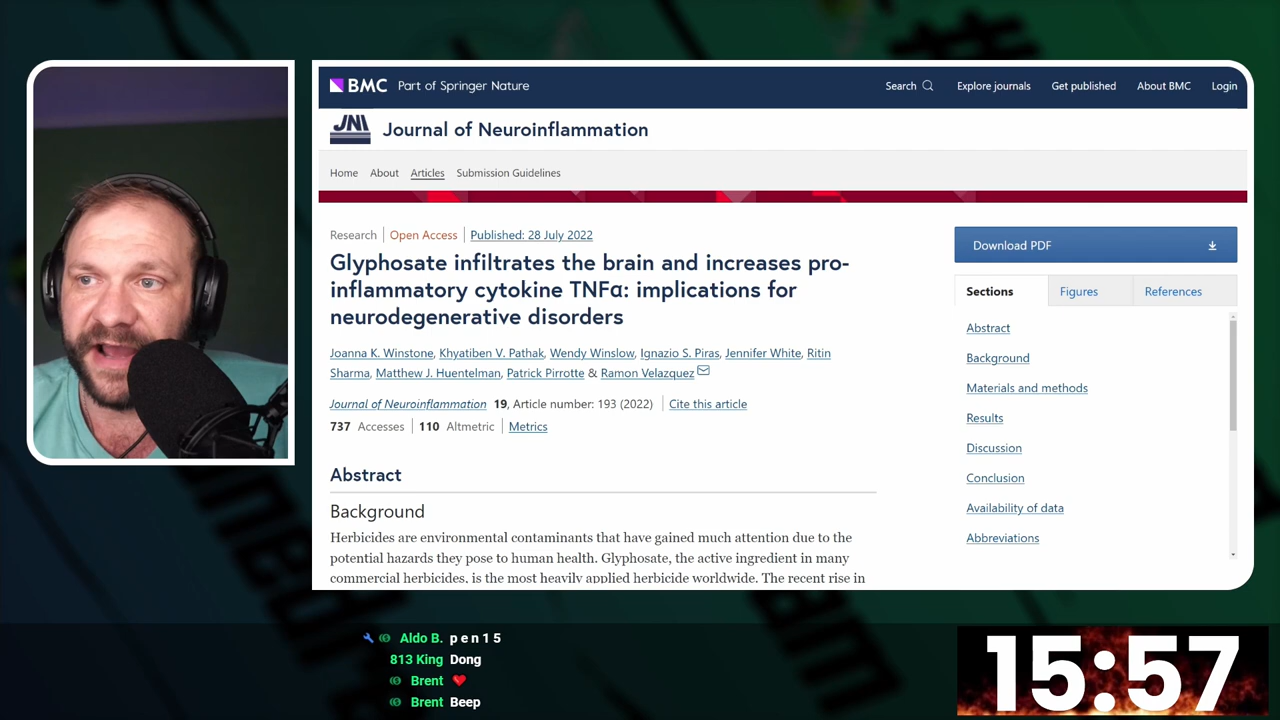 BMC Part of Springer Nature
Search Explore journals Get published About BMC Login
JNI Journal of Neuroinflammation
Home About Articles Submission Guidelines
Research Open Access Published: 28 July 2022
Glyphosate infiltrates the brain and increases pro-
inflammatory cytokine TNFα: implications for
neurodegenerative disorders
Joanna K. Winstone, Khyatiben V. Pathak, Wendy Winslow, Ignazio S. Piras, Jennifer White, Ritin
Sharma, Matthew J. Huentelman, Patrick Pirrotte & Ramon Velazquez
Journal of Neuroinflammation 19, Article number: 193 (2022) Cite this article
737 Accesses 110 Altmetric Metrics
Abstract
Background
Herbicides are environmental contaminants that have gained much attention due to the
potential hazards they pose to human health. Glyphosate, the active ingredient in many
commercial herbicides, is the most heavily applied herbicide worldwide. The recent rise in
Download PDF
Sections Figures References
Abstract
Background
Materials and methods
Results
Discussion
Conclusion
Availability of data
Abbreviations
Aldo B. p e n 1 5
813 King Dong
Brent ❤
Brent Beep
15:57